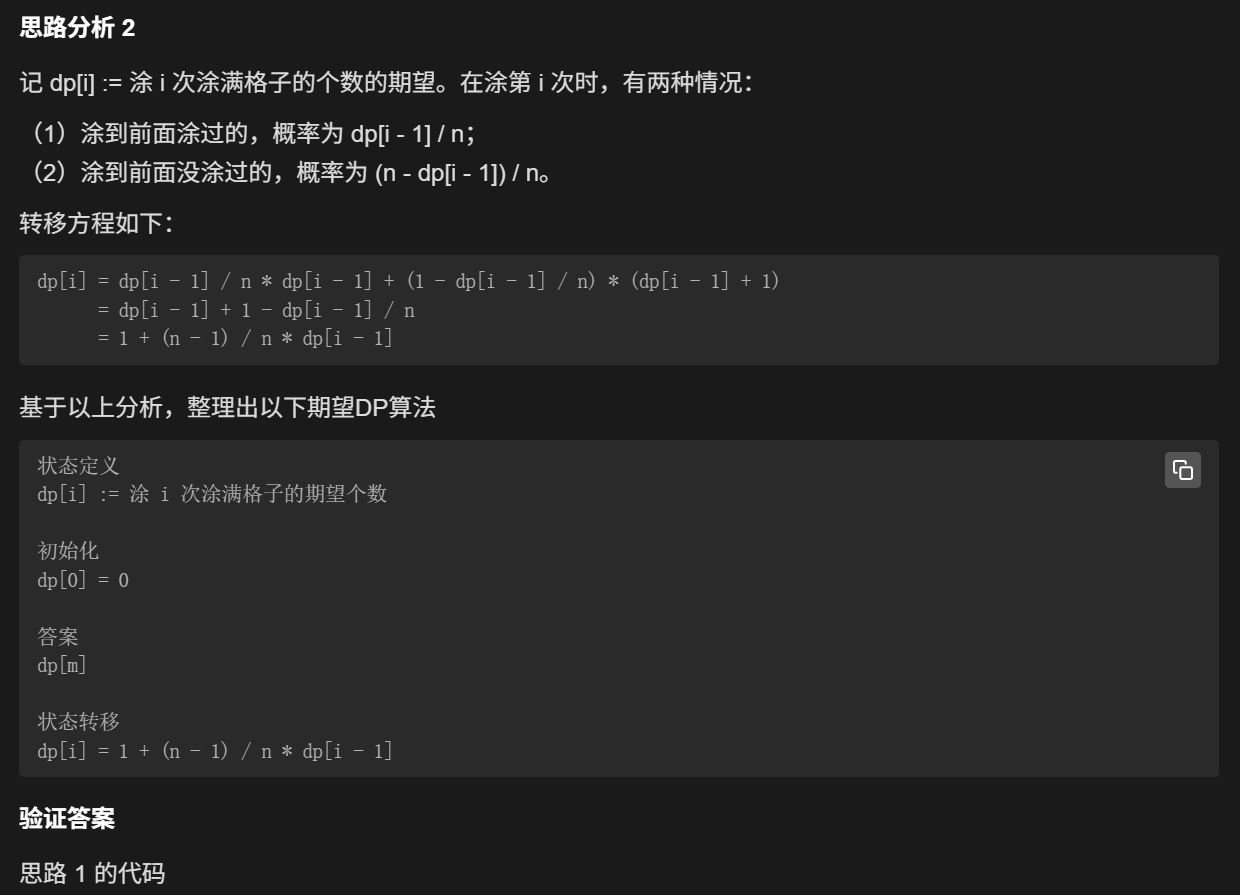 思路分析 2
记 dp[i] := 涂 i 次涂满格子的个数的期望。在涂第 i 次时，有两种情况：
（1）涂到前面涂过的，概率为 dp[i - 1] / n；
（2）涂到前面没涂过的，概率为 (n - dp[i - 1]) / n。
转移方程如下：
dp[i] = dp[i - 1] / n * dp[i - 1] + (1 - dp[i - 1] / n) * (dp[i - 1] + 1)
= dp[i - 1] + 1 - dp[i - 1] / n
= 1 + (n - 1) / n * dp[i - 1]
基于以上分析，整理出以下期望DP算法
状态定义
dp[i] := 涂 i 次涂满格子的期望个数
初始化
dp[0] = 0
答案
dp[m]
状态转移
dp[i] = 1 + (n - 1) / n * dp[i - 1]
验证答案
思路 1 的代码